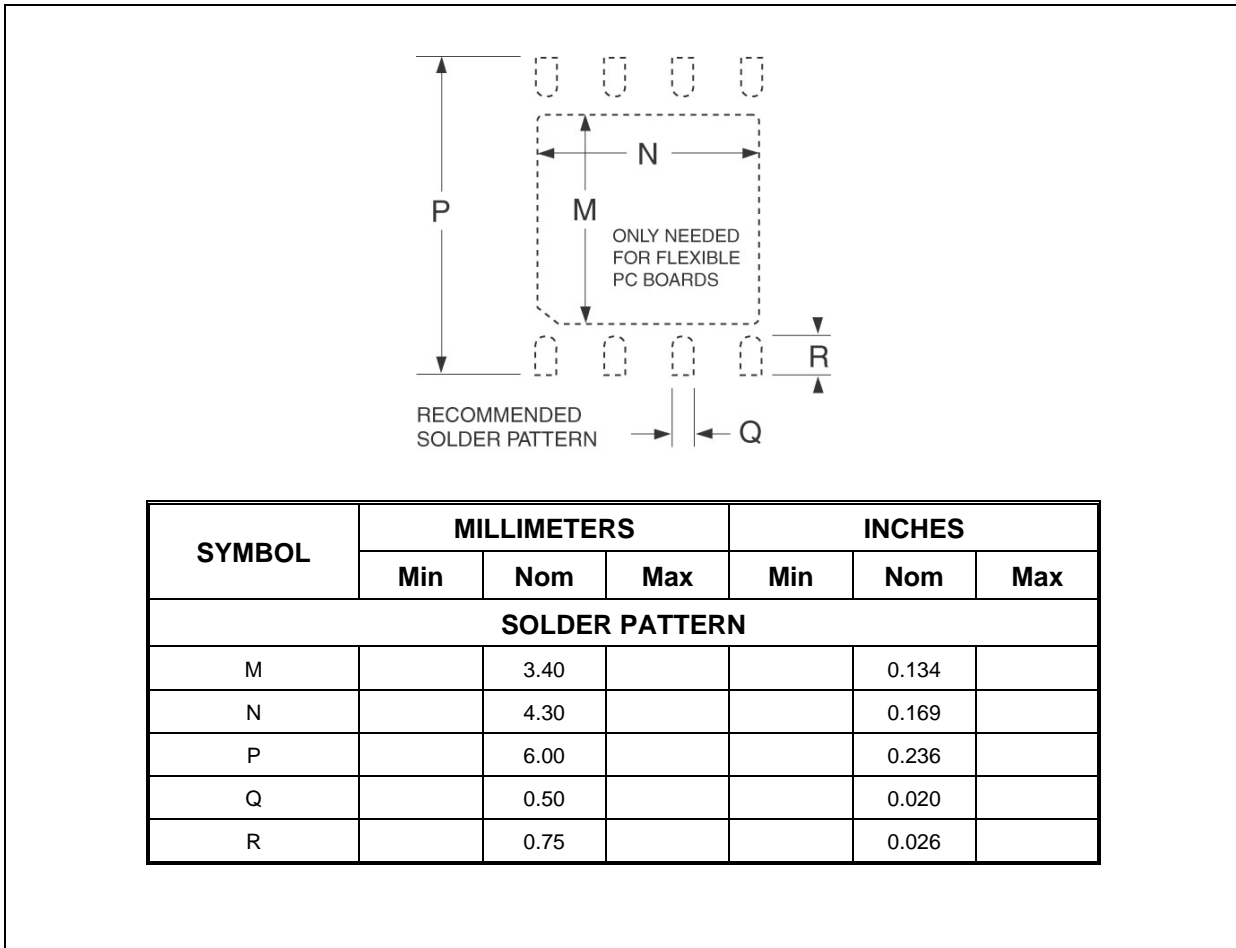 N
P
M
ONLY NEEDED
FOR FLEXIBLE
PC BOARDS
R
RECOMMENDED
SOLDER PATTERN
Q
SYMBOL MILLIMETERS INCHES
Min Nom Max Min Nom Max
SOLDER PATTERN
M 3.40 0.134
N 4.30 0.169
P 6.00 0.236
Q 0.50 0.020
R 0.75 0.026